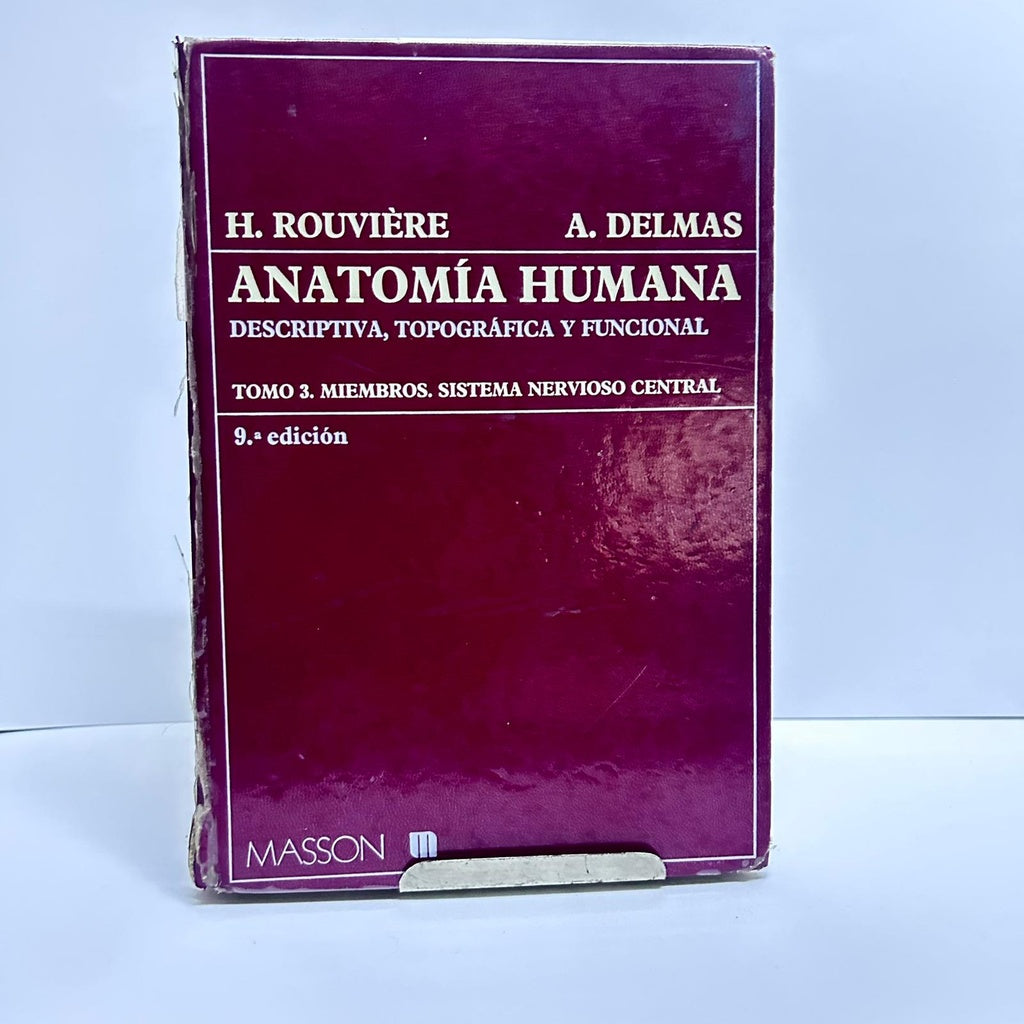 H. ROUVIÈRE A. DELMAS
ANATOMÍA HUMANA
DESCRIPTIVA, TOPOGRÁFICA Y FUNCIONAL
TOMO 3. MIEMBROS. SISTEMA NERVIOSO CENTRAL
9.ª edición
MASSON m